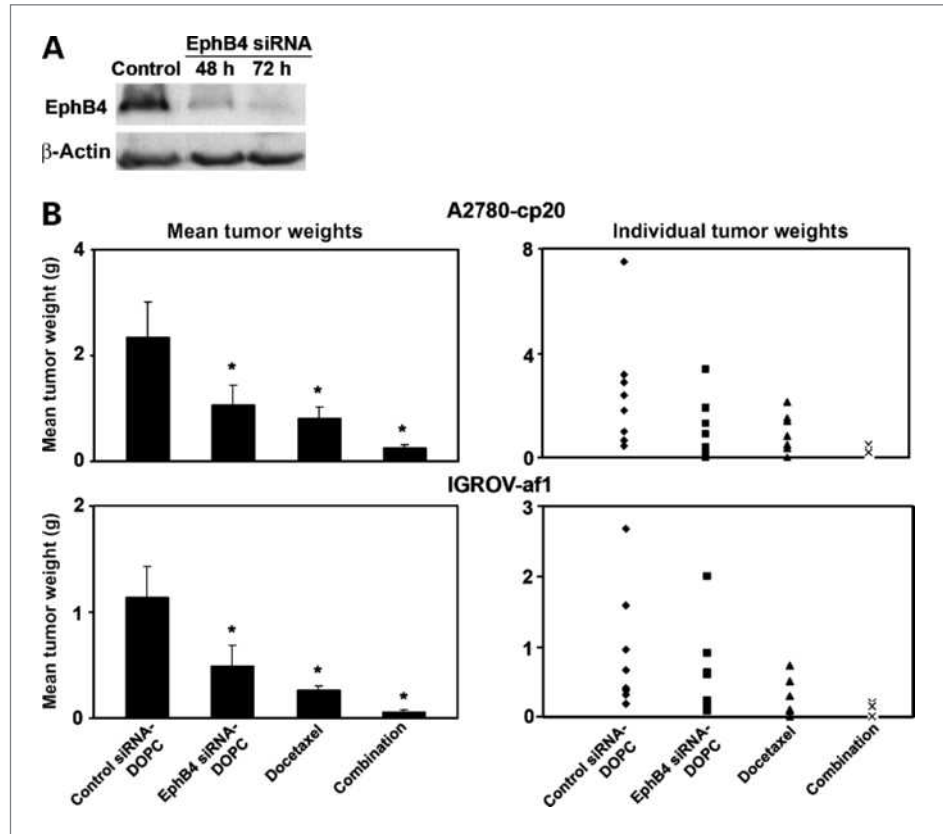 A
EphB4 siRNA
Control 48 h 72 h
EphB4
β-Actin
B
A2780-cp20
Mean tumor weights
Individual tumor weights
Mean tumor weight (g)
4
2
0
8
4
0
IGROV-af1
Mean tumor weight (g)
2
1
0
3
2
1
0
* * *
* * *
Control siRNA-
DOPC
EphB4 siRNA-
DOPC
Docetaxel
Combination
Control siRNA-
DOPC
EphB4 siRNA-
DOPC
Docetaxel
Combination